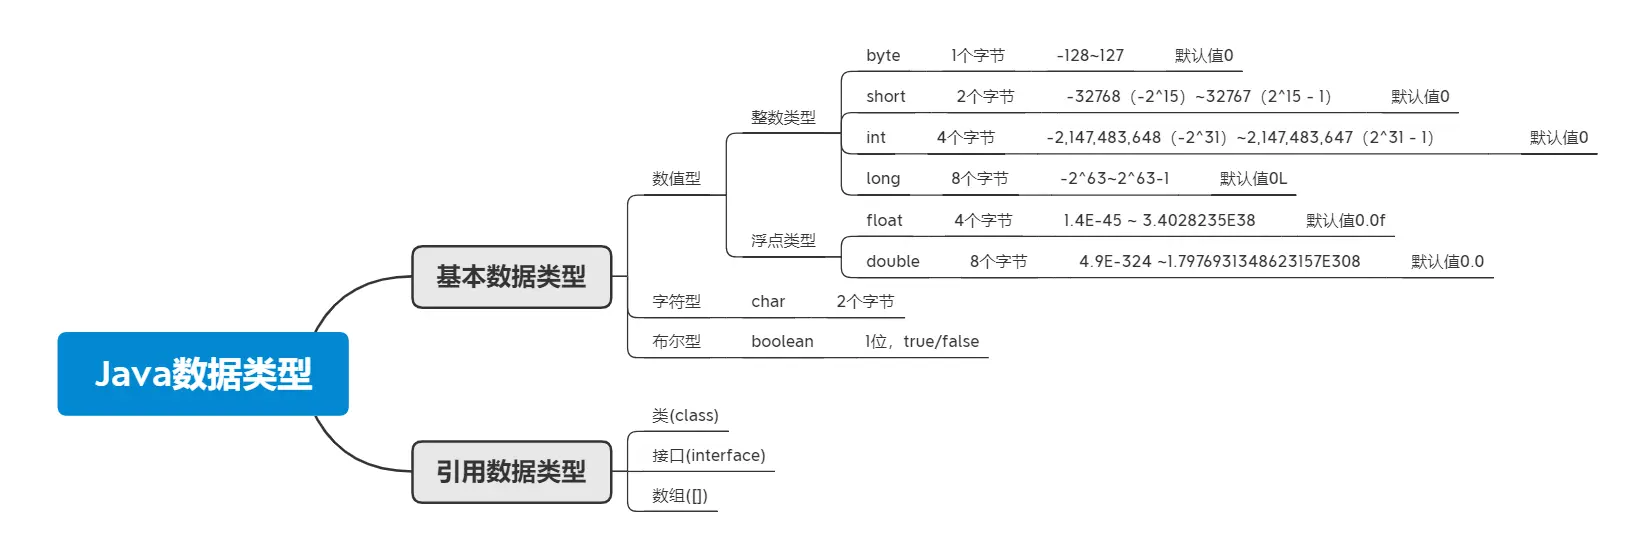 Java数据类型
基本数据类型
数值型
整数类型
byte 1个字节 -128~127 默认值0
short 2个字节 -32768（-2^15）~32767（2^15 - 1） 默认值0
int 4个字节 -2,147,483,648（-2^31）~2,147,483,647（2^31 - 1） 默认值0
long 8个字节 -2^63~2^63-1 默认值0L
浮点类型
float 4个字节 1.4E-45 ~ 3.4028235E38 默认值0.0f
double 8个字节 4.9E-324 ~1.7976931348623157E308 默认值0.0
字符型 char 2个字节
布尔型 boolean 1位，true/false
引用数据类型
类(class)
接口(interface)
数组([])